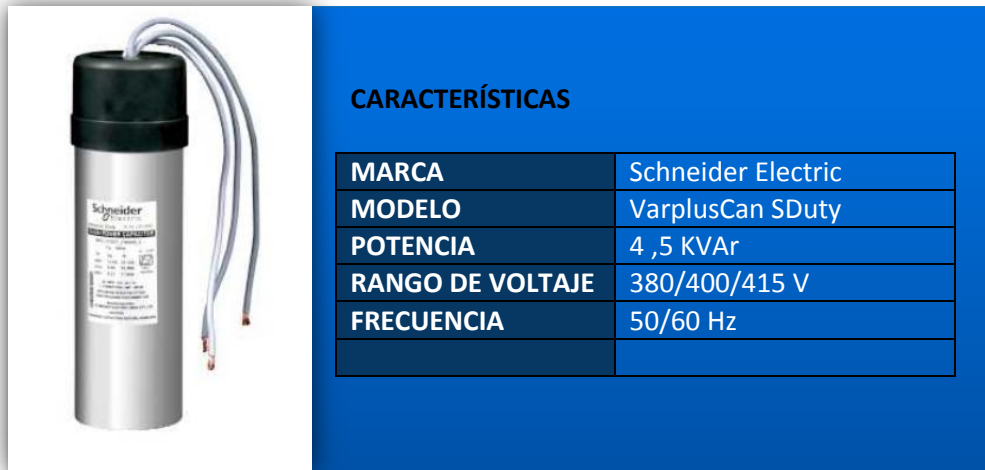 Schneider
Electric
CARACTERÍSTICAS
MARCA Schneider Electric
MODELO VarplusCan SDuty
POTENCIA 4 ,5 KVAr
RANGO DE VOLTAJE 380/400/415 V
FRECUENCIA 50/60 Hz